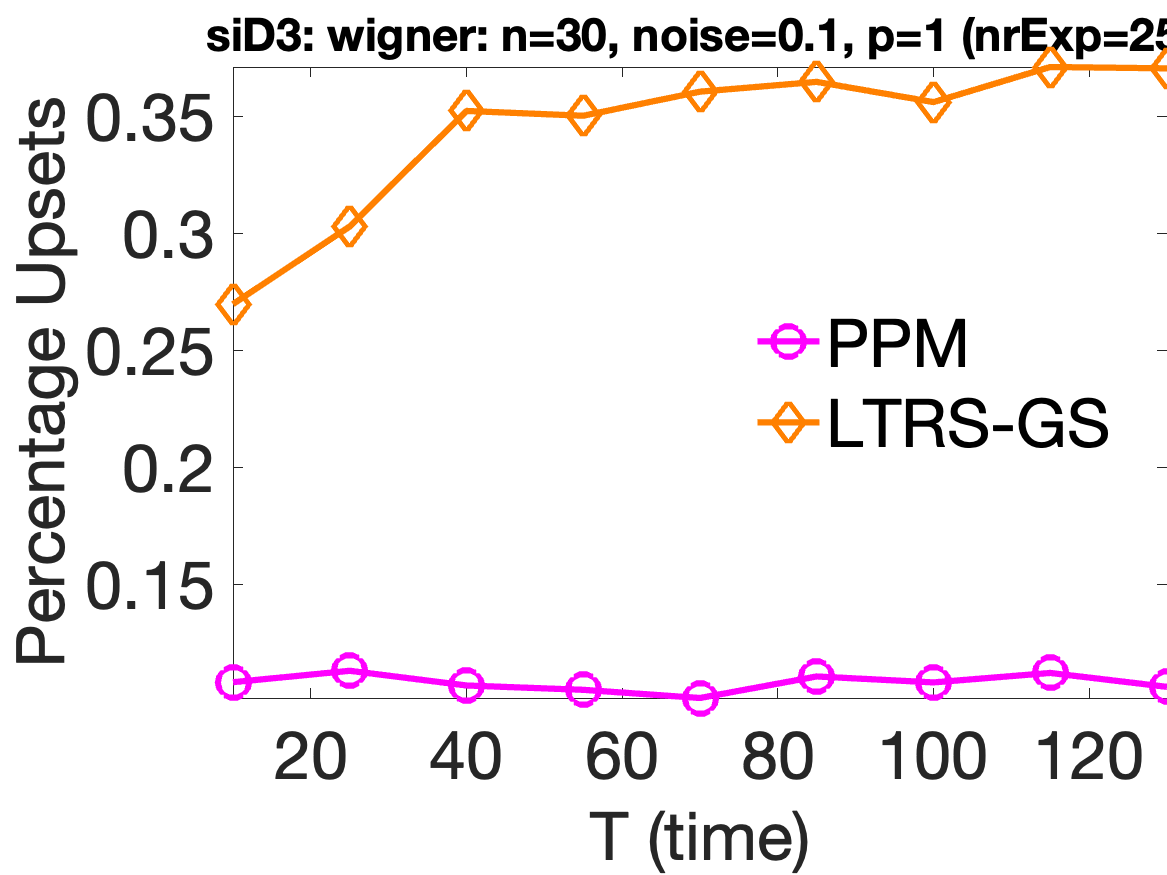 siD3: wigner: n=30, noise=0.1, p=1 (nrExp=25
Percentage Upsets
0.35
0.3
0.25
0.2
0.15
PPM
LTRS-GS
20 40 60 80 100 120
T (time)